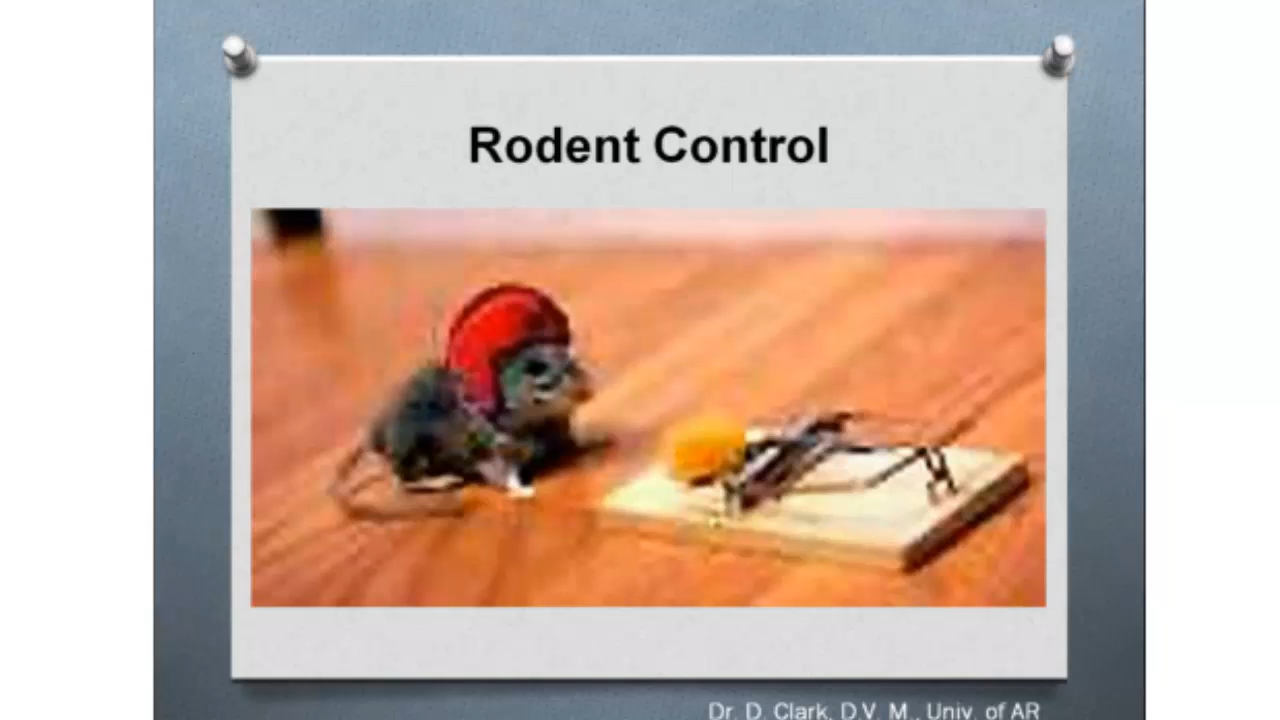 Rodent Control
Dr. D. Clark, D.V. M., Univ. of AR